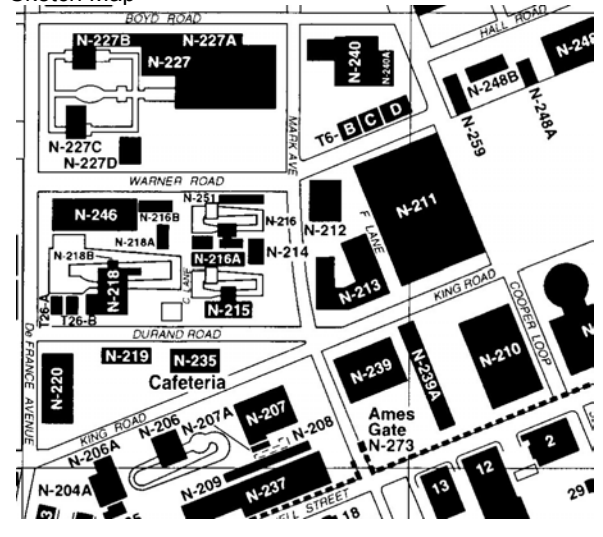 BOYD ROAD
HALL ROAD
N-227B
N-227A
N-227
N-240
N-240A
N-248
N-248B
N-248A
N-259
T6-B C D
MARK AVE
N-227C
N-227D
WARNER ROAD
N-211
N-251
N-246
N-216B
N-216
N-212
F LANE
N-218A
N-214
N-218B
N-216A
N-218
C LANE
N-213
KING ROAD
COOPER LOOP
T26-A
T26-B
N-215
DURAND ROAD
De FRANCE AVENUE
N-219
N-235
Cafeteria
N-220
N-239
N-239A
N-210
N-207
N-207A
Ames
Gate
N-273
KING ROAD
N-206
N-206A
N-208
2
N-204A
N-209
N-237
12
13
29
18